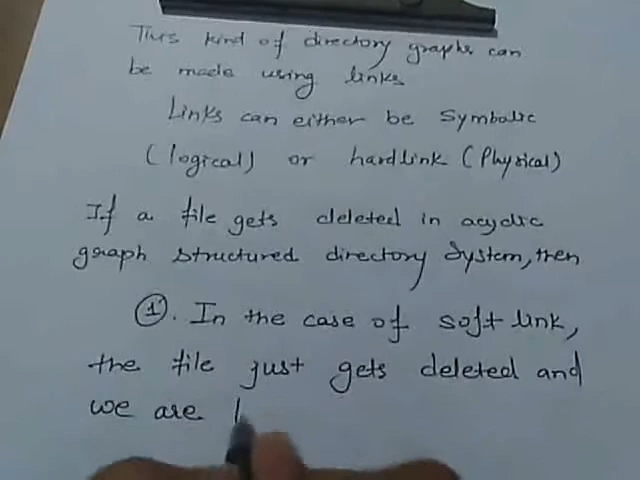 This kind of directory graphs can
be made using links.
Links can either be symbolic
(logical) or hardlink (Physical)
If a file gets deleted in acyclic
graph structured directory system, then
①. In the case of soft link,
the file just gets deleted and
we are